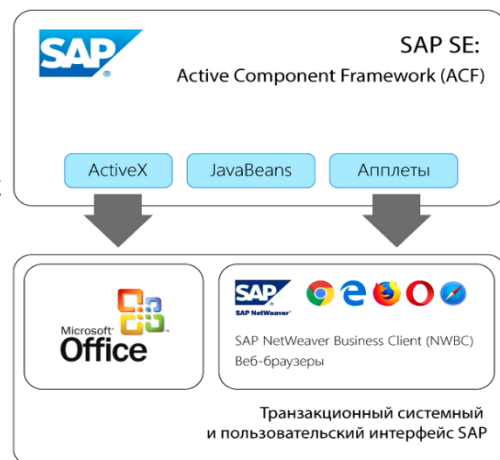 SAP
SAP SE:
Active Component Framework (ACF)
ActiveX
JavaBeans
Апплеты
Microsoft
Office
SAP
SAP NetWeaver
SAP NetWeaver Business Client (NWBC)
Веб-браузеры
Транзакционный системный
и пользовательский интерфейс SAP